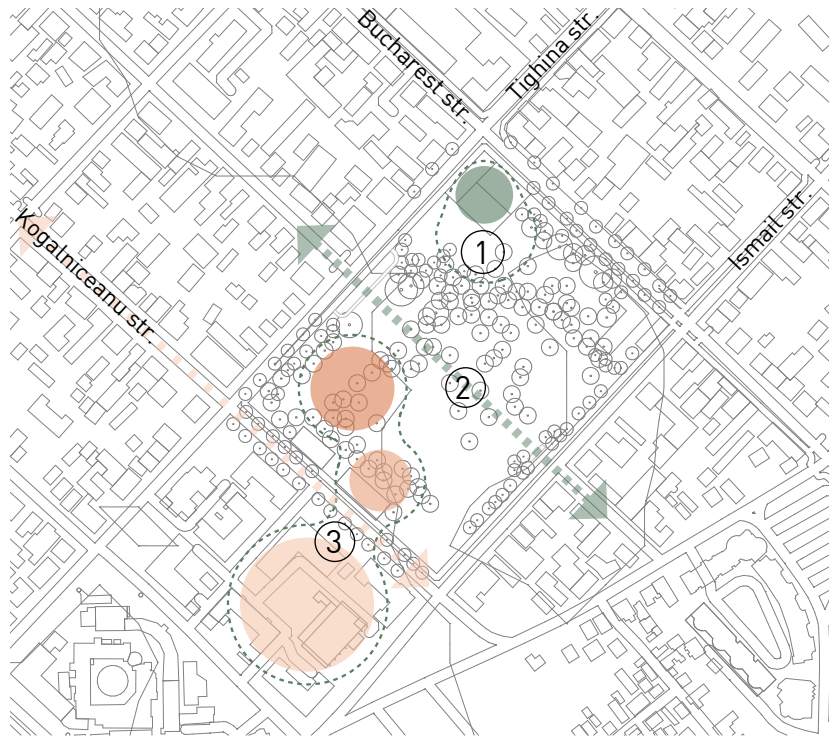 Bucharest str.
Tighina str.
Ismail str.
Kogalniceanu str.
1
2
3